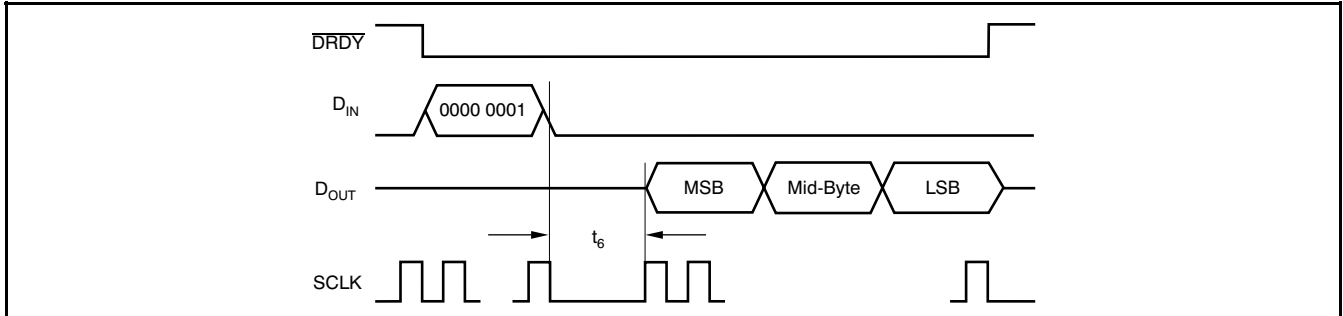 DRDY
DIN
0000 0001
DOUT
MSB
Mid-Byte
LSB
t6
SCLK